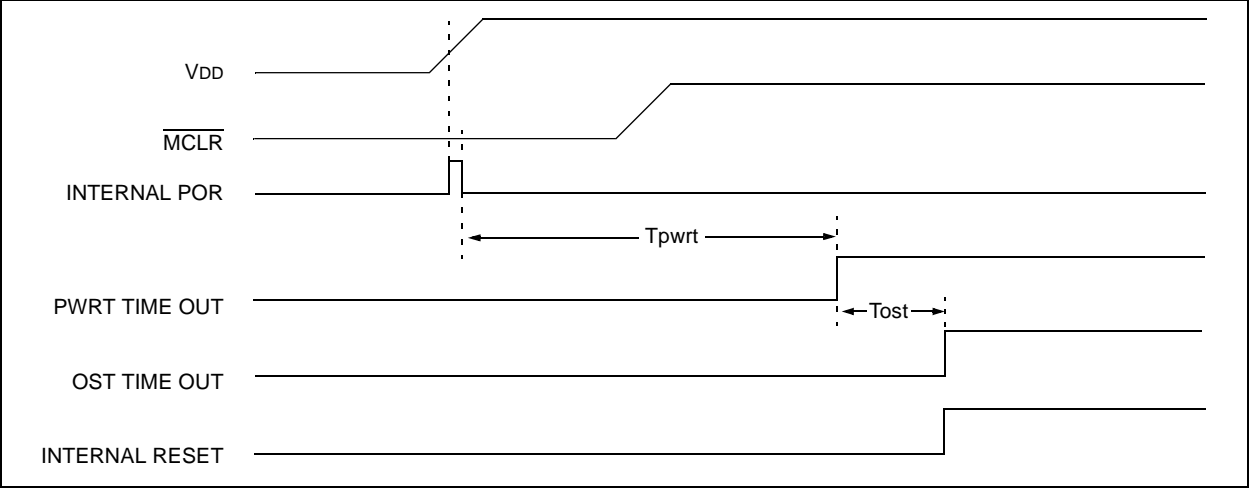 VDD
MCLR
INTERNAL POR
Tpwrt
PWRT TIME OUT
Tost
OST TIME OUT
INTERNAL RESET